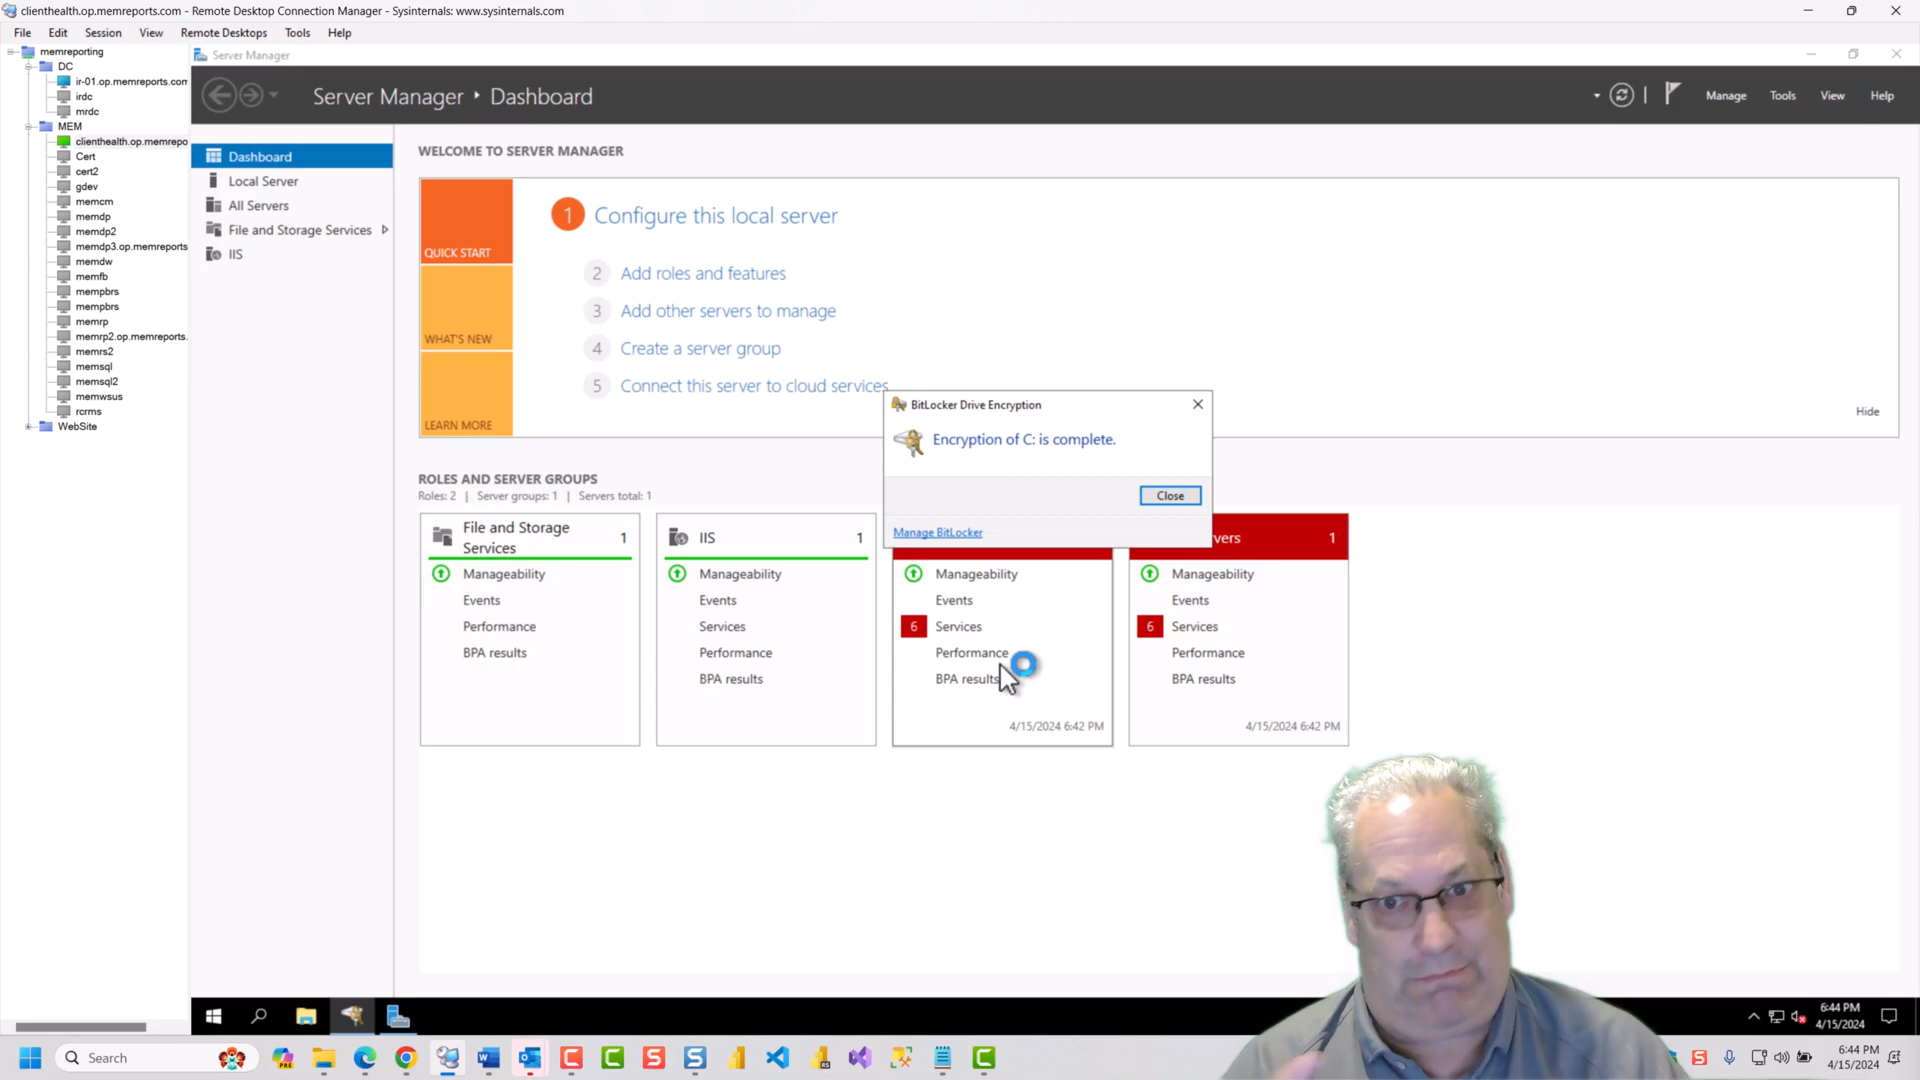 clienthealth.op.memreports.com - Remote Desktop Connection Manager - Sysinternals: www.sysinternals.com
File Edit Session View Remote Desktops Tools Help
memreporting
DC
ir-01.op.memreports.com
irdc
mrdc
MEM
clienthealth.op.memrepo
Cert
cert2
gdev
memcm
memdp
memdp2
memdp3.op.memreports
memdw
memfb
mempbrs
mempbrs
memrp
memrp2.op.memreports.
memrs2
memsql
memsql2
memwsus
rcrms
WebSite
Server Manager
Server Manager • Dashboard
Manage Tools View Help
Dashboard
Local Server
All Servers
File and Storage Services
IIS
WELCOME TO SERVER MANAGER
QUICK START
WHAT'S NEW
LEARN MORE
1 Configure this local server
2 Add roles and features
3 Add other servers to manage
4 Create a server group
5 Connect this server to cloud services
Hide
BitLocker Drive Encryption
Encryption of C: is complete.
Close
Manage BitLocker
ROLES AND SERVER GROUPS
Roles: 2 | Server groups: 1 | Servers total: 1
File and Storage Services 1
Manageability
Events
Performance
BPA results
IIS 1
Manageability
Events
Services
Performance
BPA results
Manageability
Events
6 Services
Performance
BPA results
4/15/2024 6:42 PM
vers 1
Manageability
Events
6 Services
Performance
BPA results
4/15/2024 6:42 PM
6:44 PM
4/15/2024
Search
PRE
6:44 PM
4/15/2024